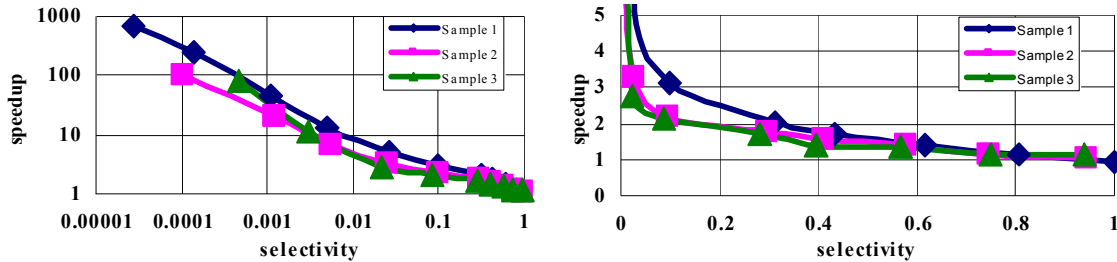 1000
100
10
1
speedup
0.00001
0.0001
0.001
0.01
0.1
1
selectivity
Sample 1
Sample 2
Sample 3
5
4
3
2
1
0
speedup
0
0.2
0.4
0.6
0.8
1
selectivity
Sample 1
Sample 2
Sample 3